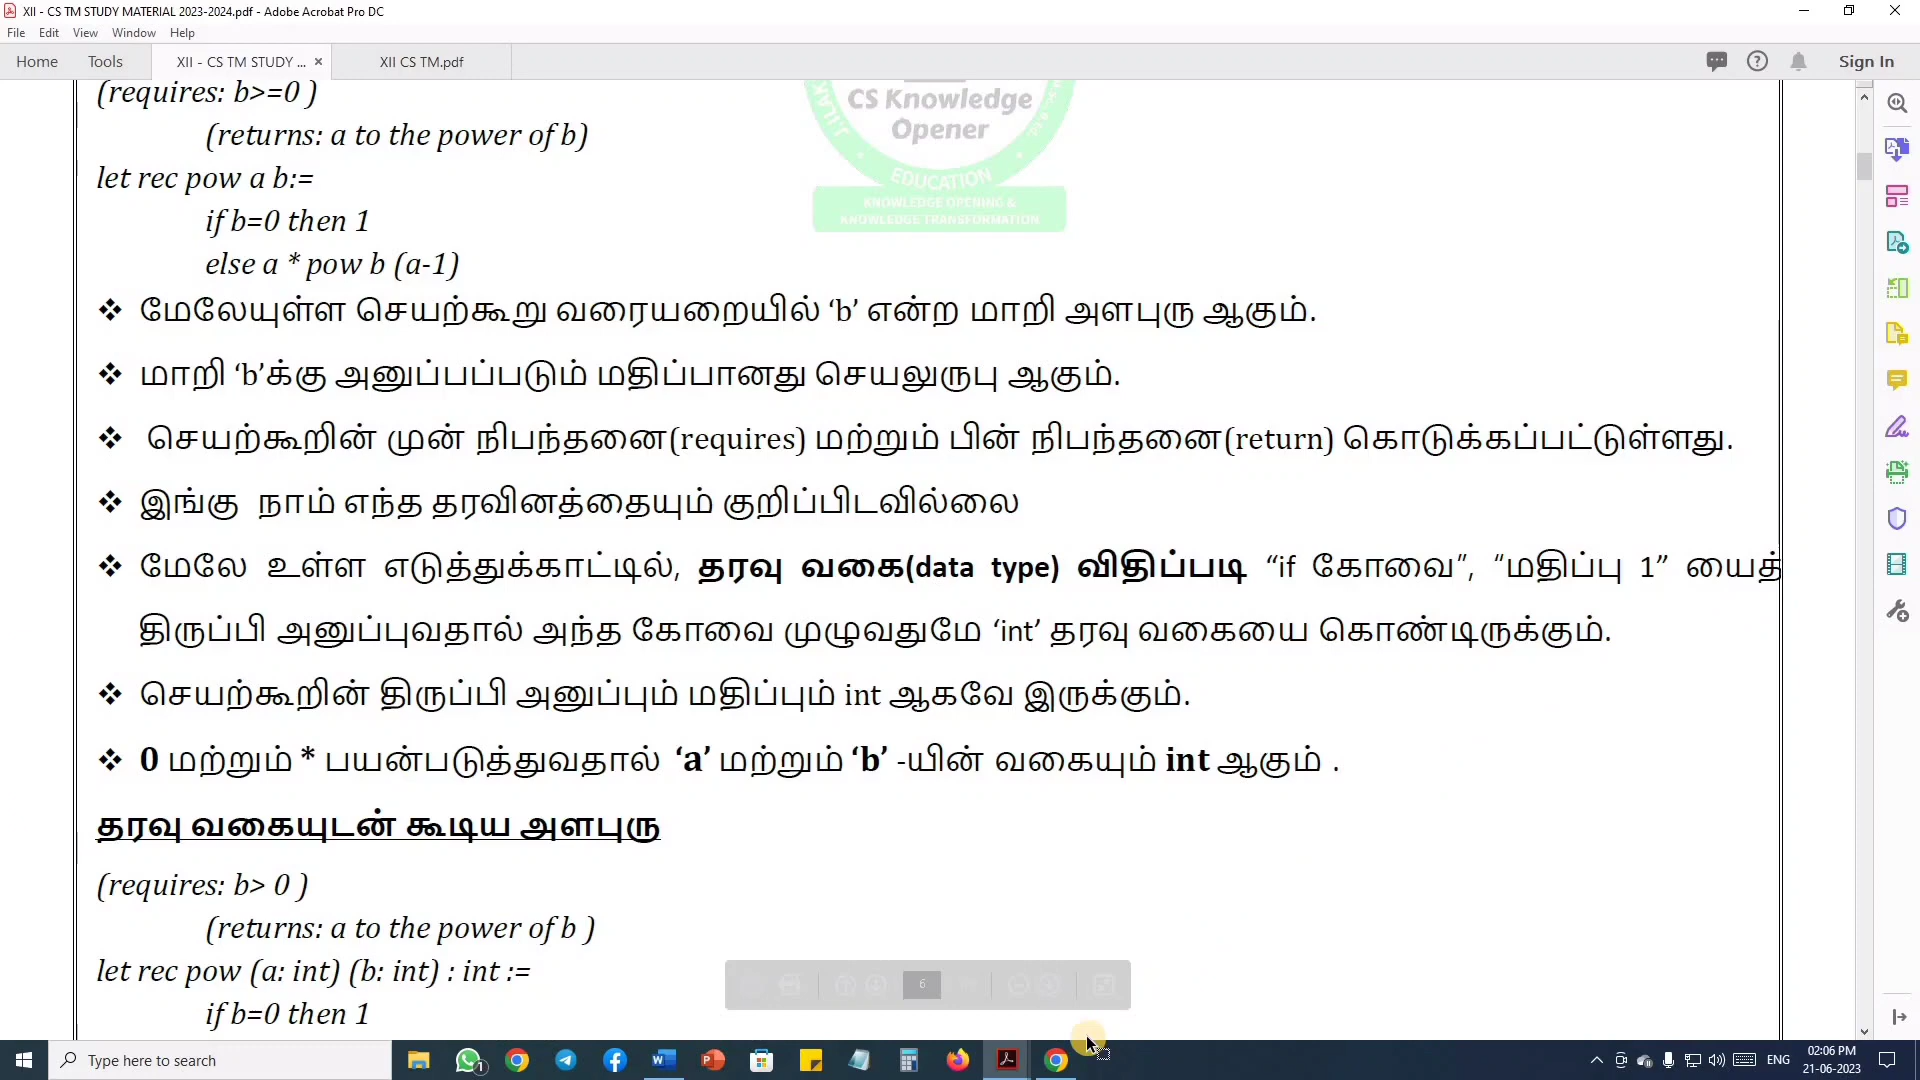 XII - CS TM STUDY MATERIAL 2023-2024.pdf - Adobe Acrobat Pro DC
File Edit View Window Help
Home Tools XII - CS TM STUDY ... × XII CS TM.pdf Sign In
(requires: b>=0 )
(returns: a to the power of b)
let rec pow a b:=
if b=0 then 1
else a * pow b (a-1)
CS Knowledge
Opener
EDUCATION
KNOWLEDGE OPENING &
KNOWLEDGE TRANSFORMATION
❖ மேலேயுள்ள செயற்கூறு வரையறையில் ‘b’ என்ற மாறி அளபுரு ஆகும்.
❖ மாறி ‘b’க்கு அனுப்பப்படும் மதிப்பானது செயலுருபு ஆகும்.
❖ செயற்கூறின் முன் நிபந்தனை(requires) மற்றும் பின் நிபந்தனை(return) கொடுக்கப்பட்டுள்ளது.
❖ இங்கு நாம் எந்த தரவினத்தையும் குறிப்பிடவில்லை
❖ மேலே உள்ள எடுத்துக்காட்டில், தரவு வகை(data type) விதிப்படி “if கோவை”, “மதிப்பு 1” யைத்
திருப்பி அனுப்புவதால் அந்த கோவை முழுவதுமே ‘int’ தரவு வகையை கொண்டிருக்கும்.
❖ செயற்கூறின் திருப்பி அனுப்பும் மதிப்பும் int ஆகவே இருக்கும்.
❖ 0 மற்றும் * பயன்படுத்துவதால் ‘a’ மற்றும் ‘b’ -யின் வகையும் int ஆகும் .
தரவு வகையுடன் கூடிய அளபுரு
(requires: b> 0 )
(returns: a to the power of b )
let rec pow (a: int) (b: int) : int :=
if b=0 then 1
6
Type here to search
1
ENG
02:06 PM
21-06-2023